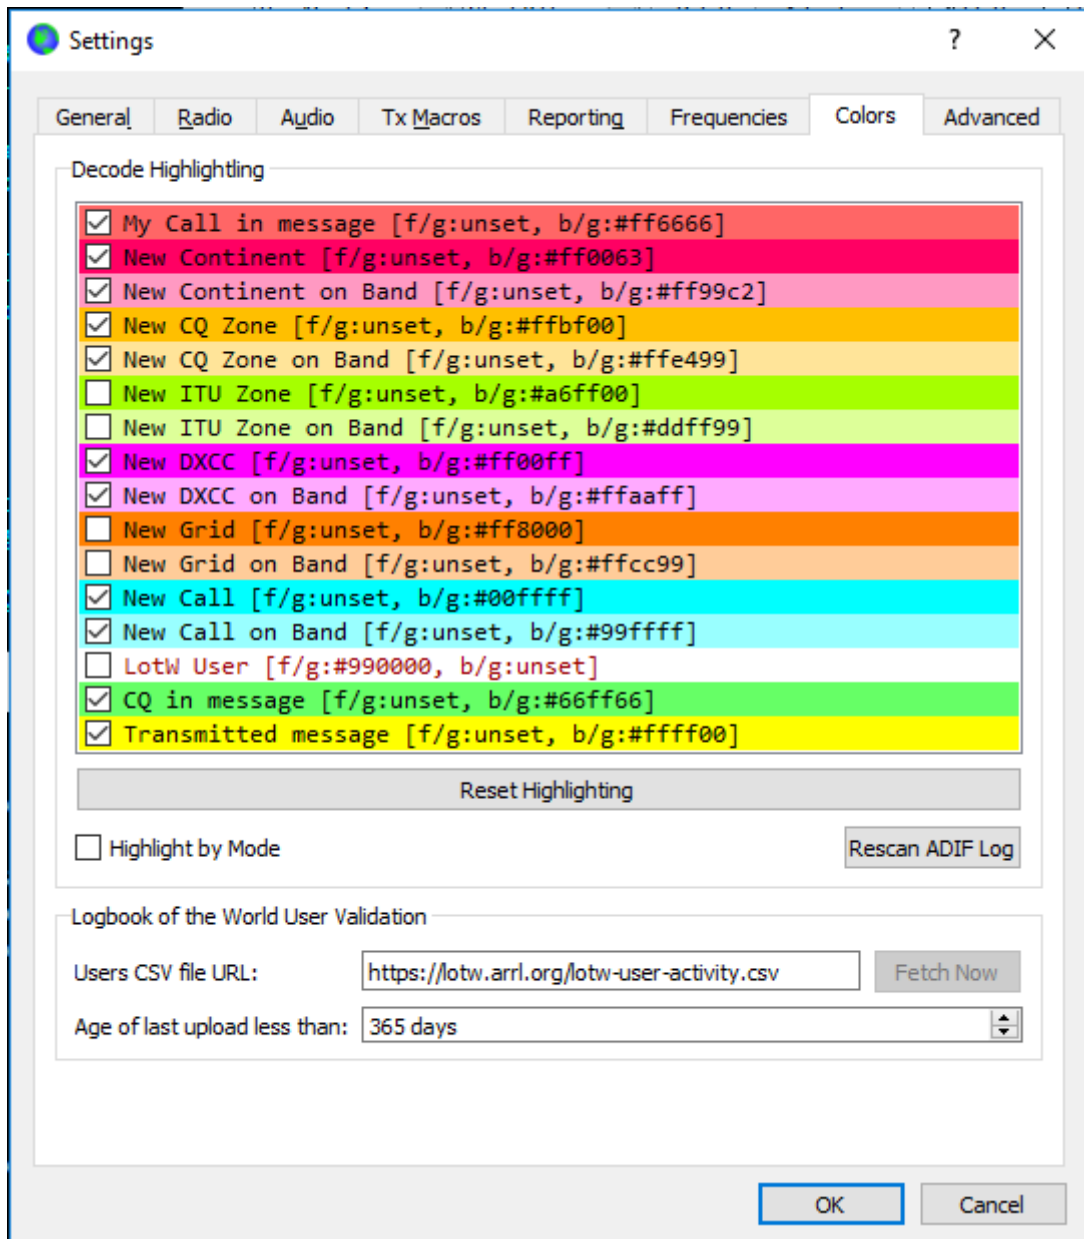 Settings
General Radio Audio Tx Macros Reporting Frequencies Colors Advanced
Decode Highlightling
My Call in message [f/g:unset, b/g:#ff6666]
New Continent [f/g:unset, b/g:#ff0063]
New Continent on Band [f/g:unset, b/g:#ff99c2]
New CQ Zone [f/g:unset, b/g:#ffbf00]
New CQ Zone on Band [f/g:unset, b/g:#ffe499]
New ITU Zone [f/g:unset, b/g:#a6ff00]
New ITU Zone on Band [f/g:unset, b/g:#ddff99]
New DXCC [f/g:unset, b/g:#ff00ff]
New DXCC on Band [f/g:unset, b/g:#ffaaff]
New Grid [f/g:unset, b/g:#ff8000]
New Grid on Band [f/g:unset, b/g:#ffcc99]
New Call [f/g:unset, b/g:#00ffff]
New Call on Band [f/g:unset, b/g:#99ffff]
LotW User [f/g:#990000, b/g:unset]
CQ in message [f/g:unset, b/g:#66ff66]
Transmitted message [f/g:unset, b/g:#ffff00]
Reset Highlighting
Highlight by Mode Rescan ADIF Log
Logbook of the World User Validation
Users CSV file URL: https://lotw.arrl.org/lotw-user-activity.csv Fetch Now
Age of last upload less than: 365 days
OK Cancel